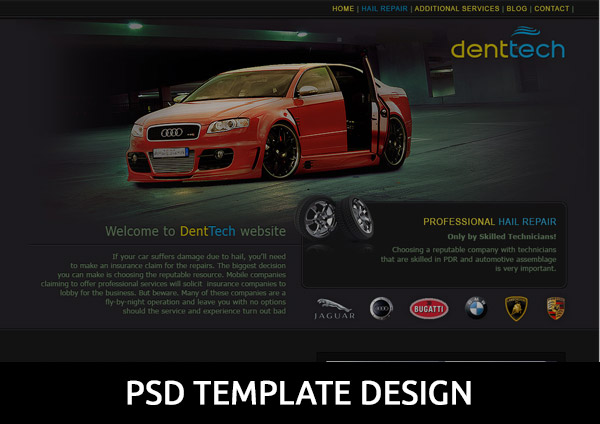 HOME | HAIL REPAIR | ADDITIONAL SERVICES | BLOG | CONTACT |
denttech
Welcome to DentTech website
If your car suffers damage due to hail, you'll need
to make an insurance claim for the repairs. The biggest decision
you can make is choosing the reputable resource. Mobile companies
claiming to offer professional services will solicit insurance companies to
lobby for the business. But beware. Many of these companies are a
fly-by-night operation and leave you with no options
should the service and experience turn out bad
PROFESSIONAL HAIL REPAIR
Only by Skilled Technicians!
Choosing a reputable company with technicians
that are skilled in PDR and automotive assemblage
is very important.
JAGUAR
BUGATTI
PSD TEMPLATE DESIGN